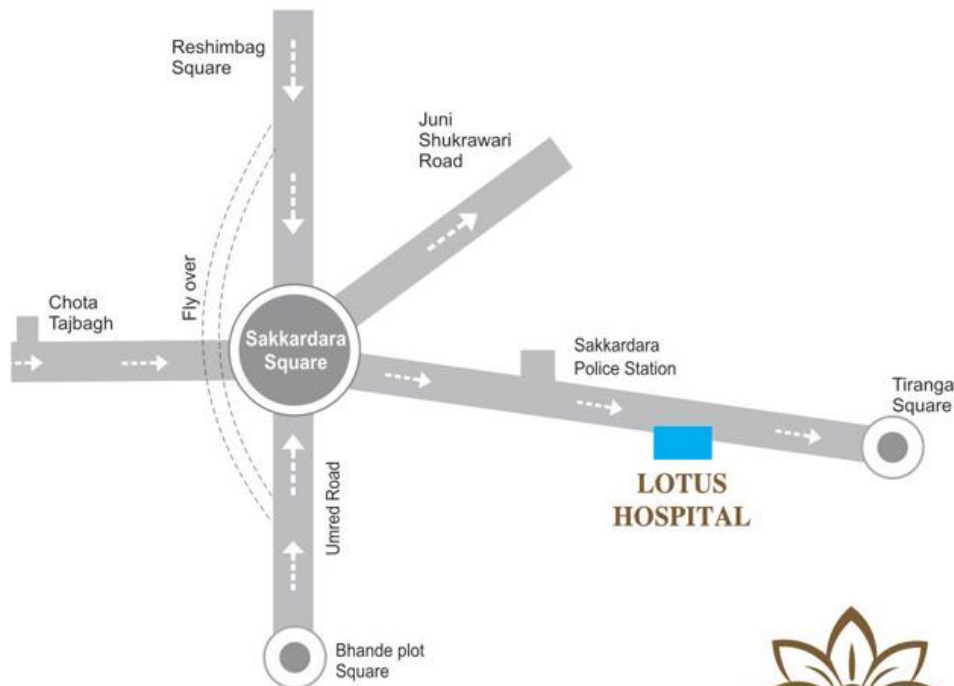 Reshimbag
Square
Juni
Shukrawari
Road
Fly over
Chota
Tajbagh
Sakkardara
Square
Sakkardara
Police Station
Tiranga
Square
LOTUS
HOSPITAL
Umred Road
Bhande plot
Square